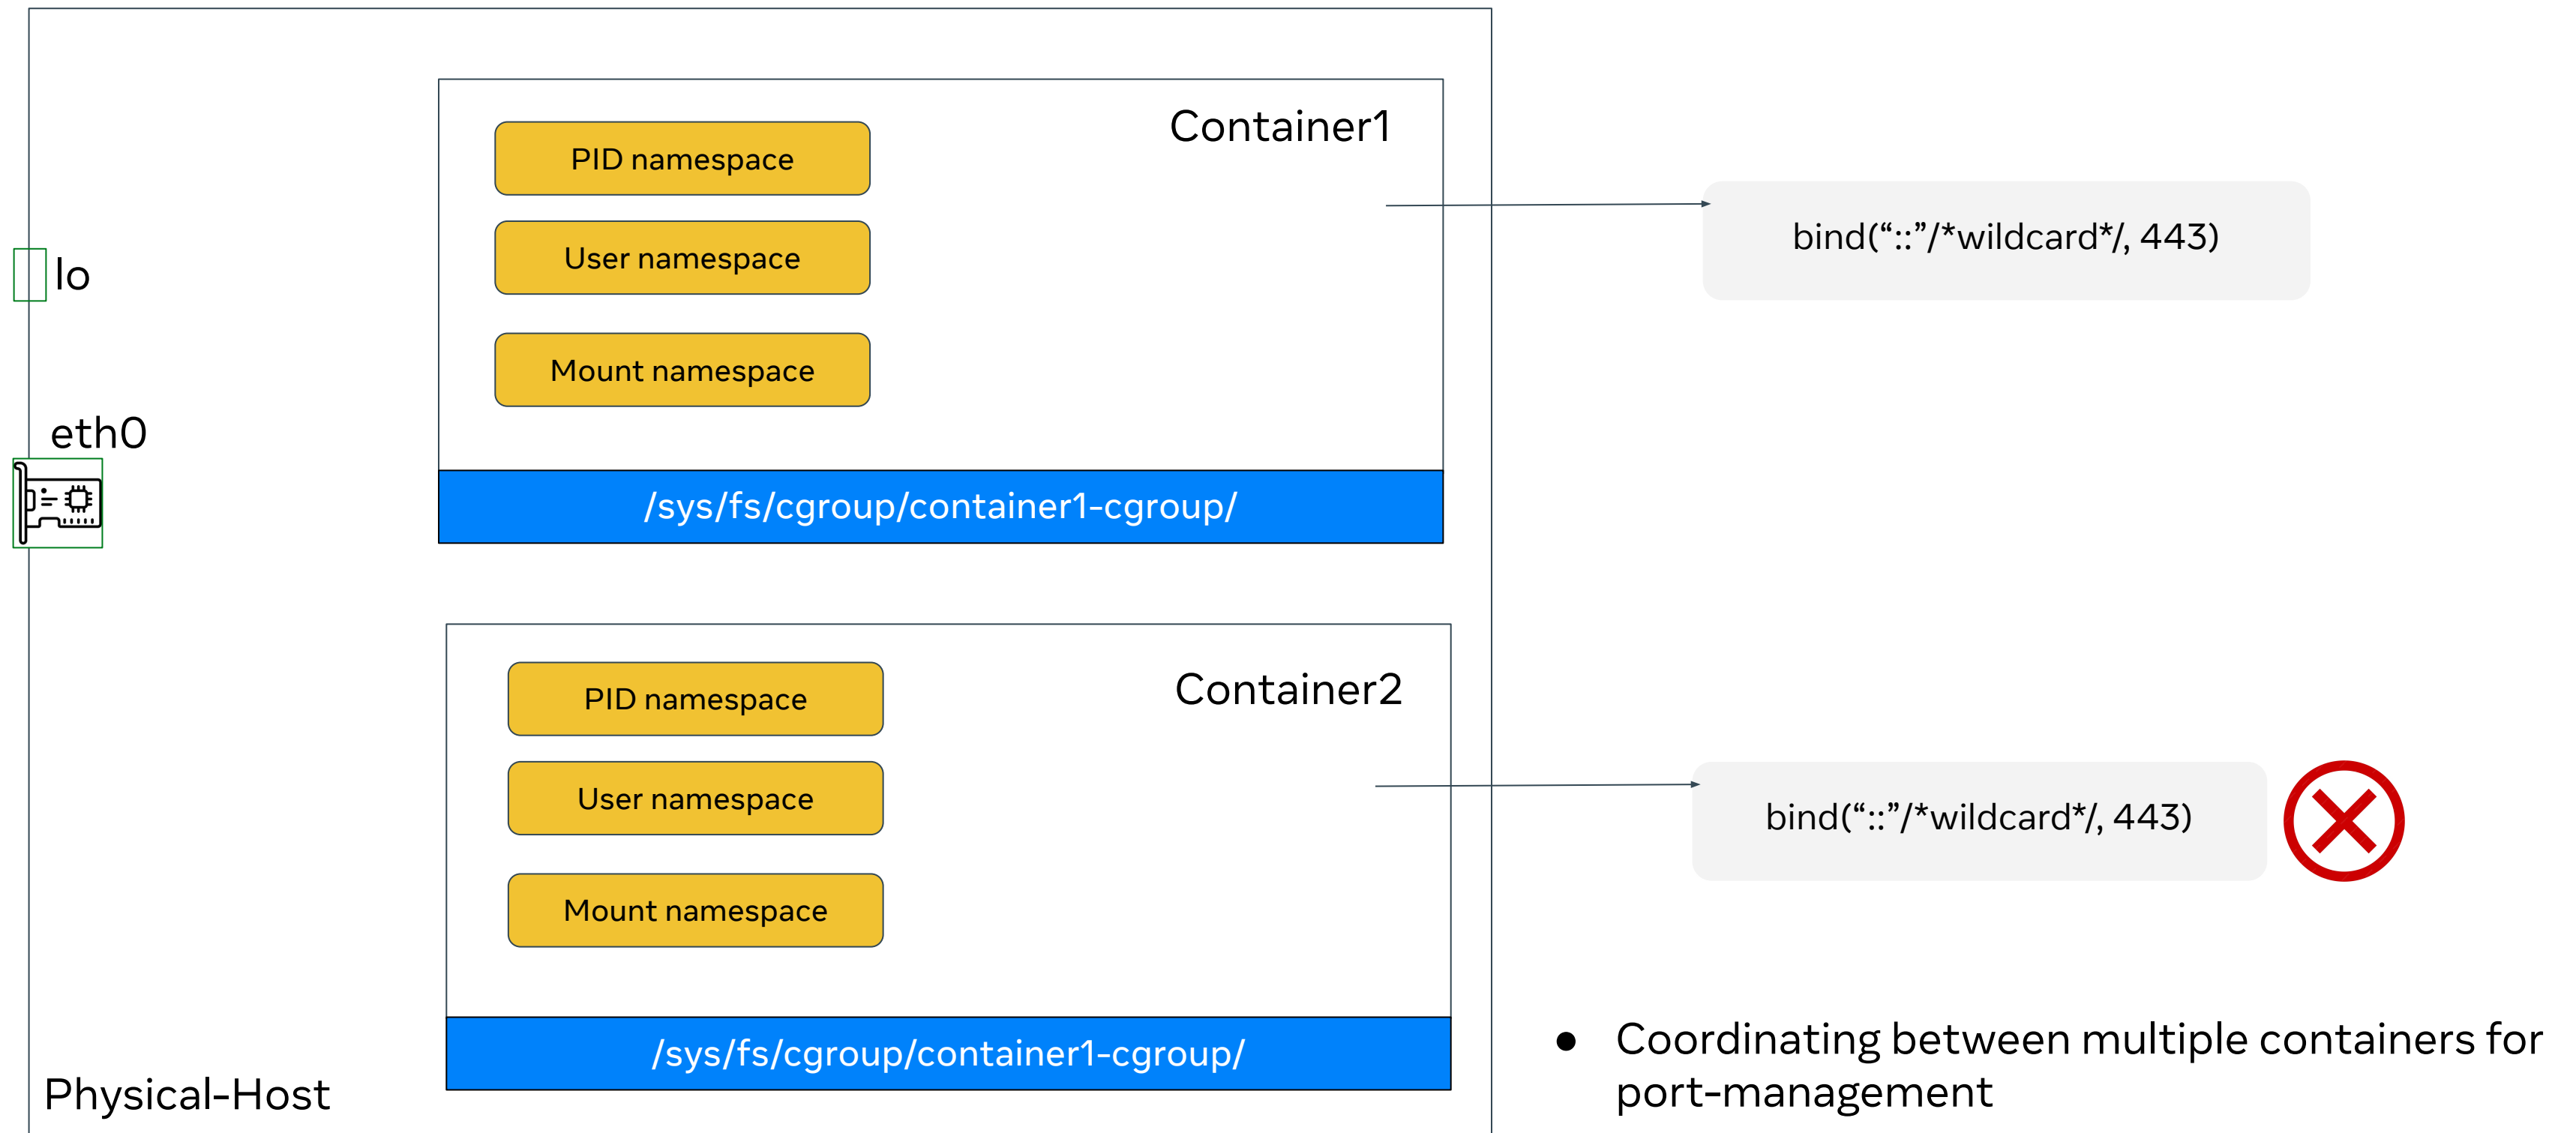 Container1
PID namespace
User namespace
Mount namespace
/sys/fs/cgroup/container1-cgroup/
bind(“::”/*wildcard*/, 443)
lo
eth0
Container2
PID namespace
User namespace
Mount namespace
/sys/fs/cgroup/container1-cgroup/
bind(“::”/*wildcard*/, 443)
Physical-Host
● Coordinating between multiple containers for
port-management